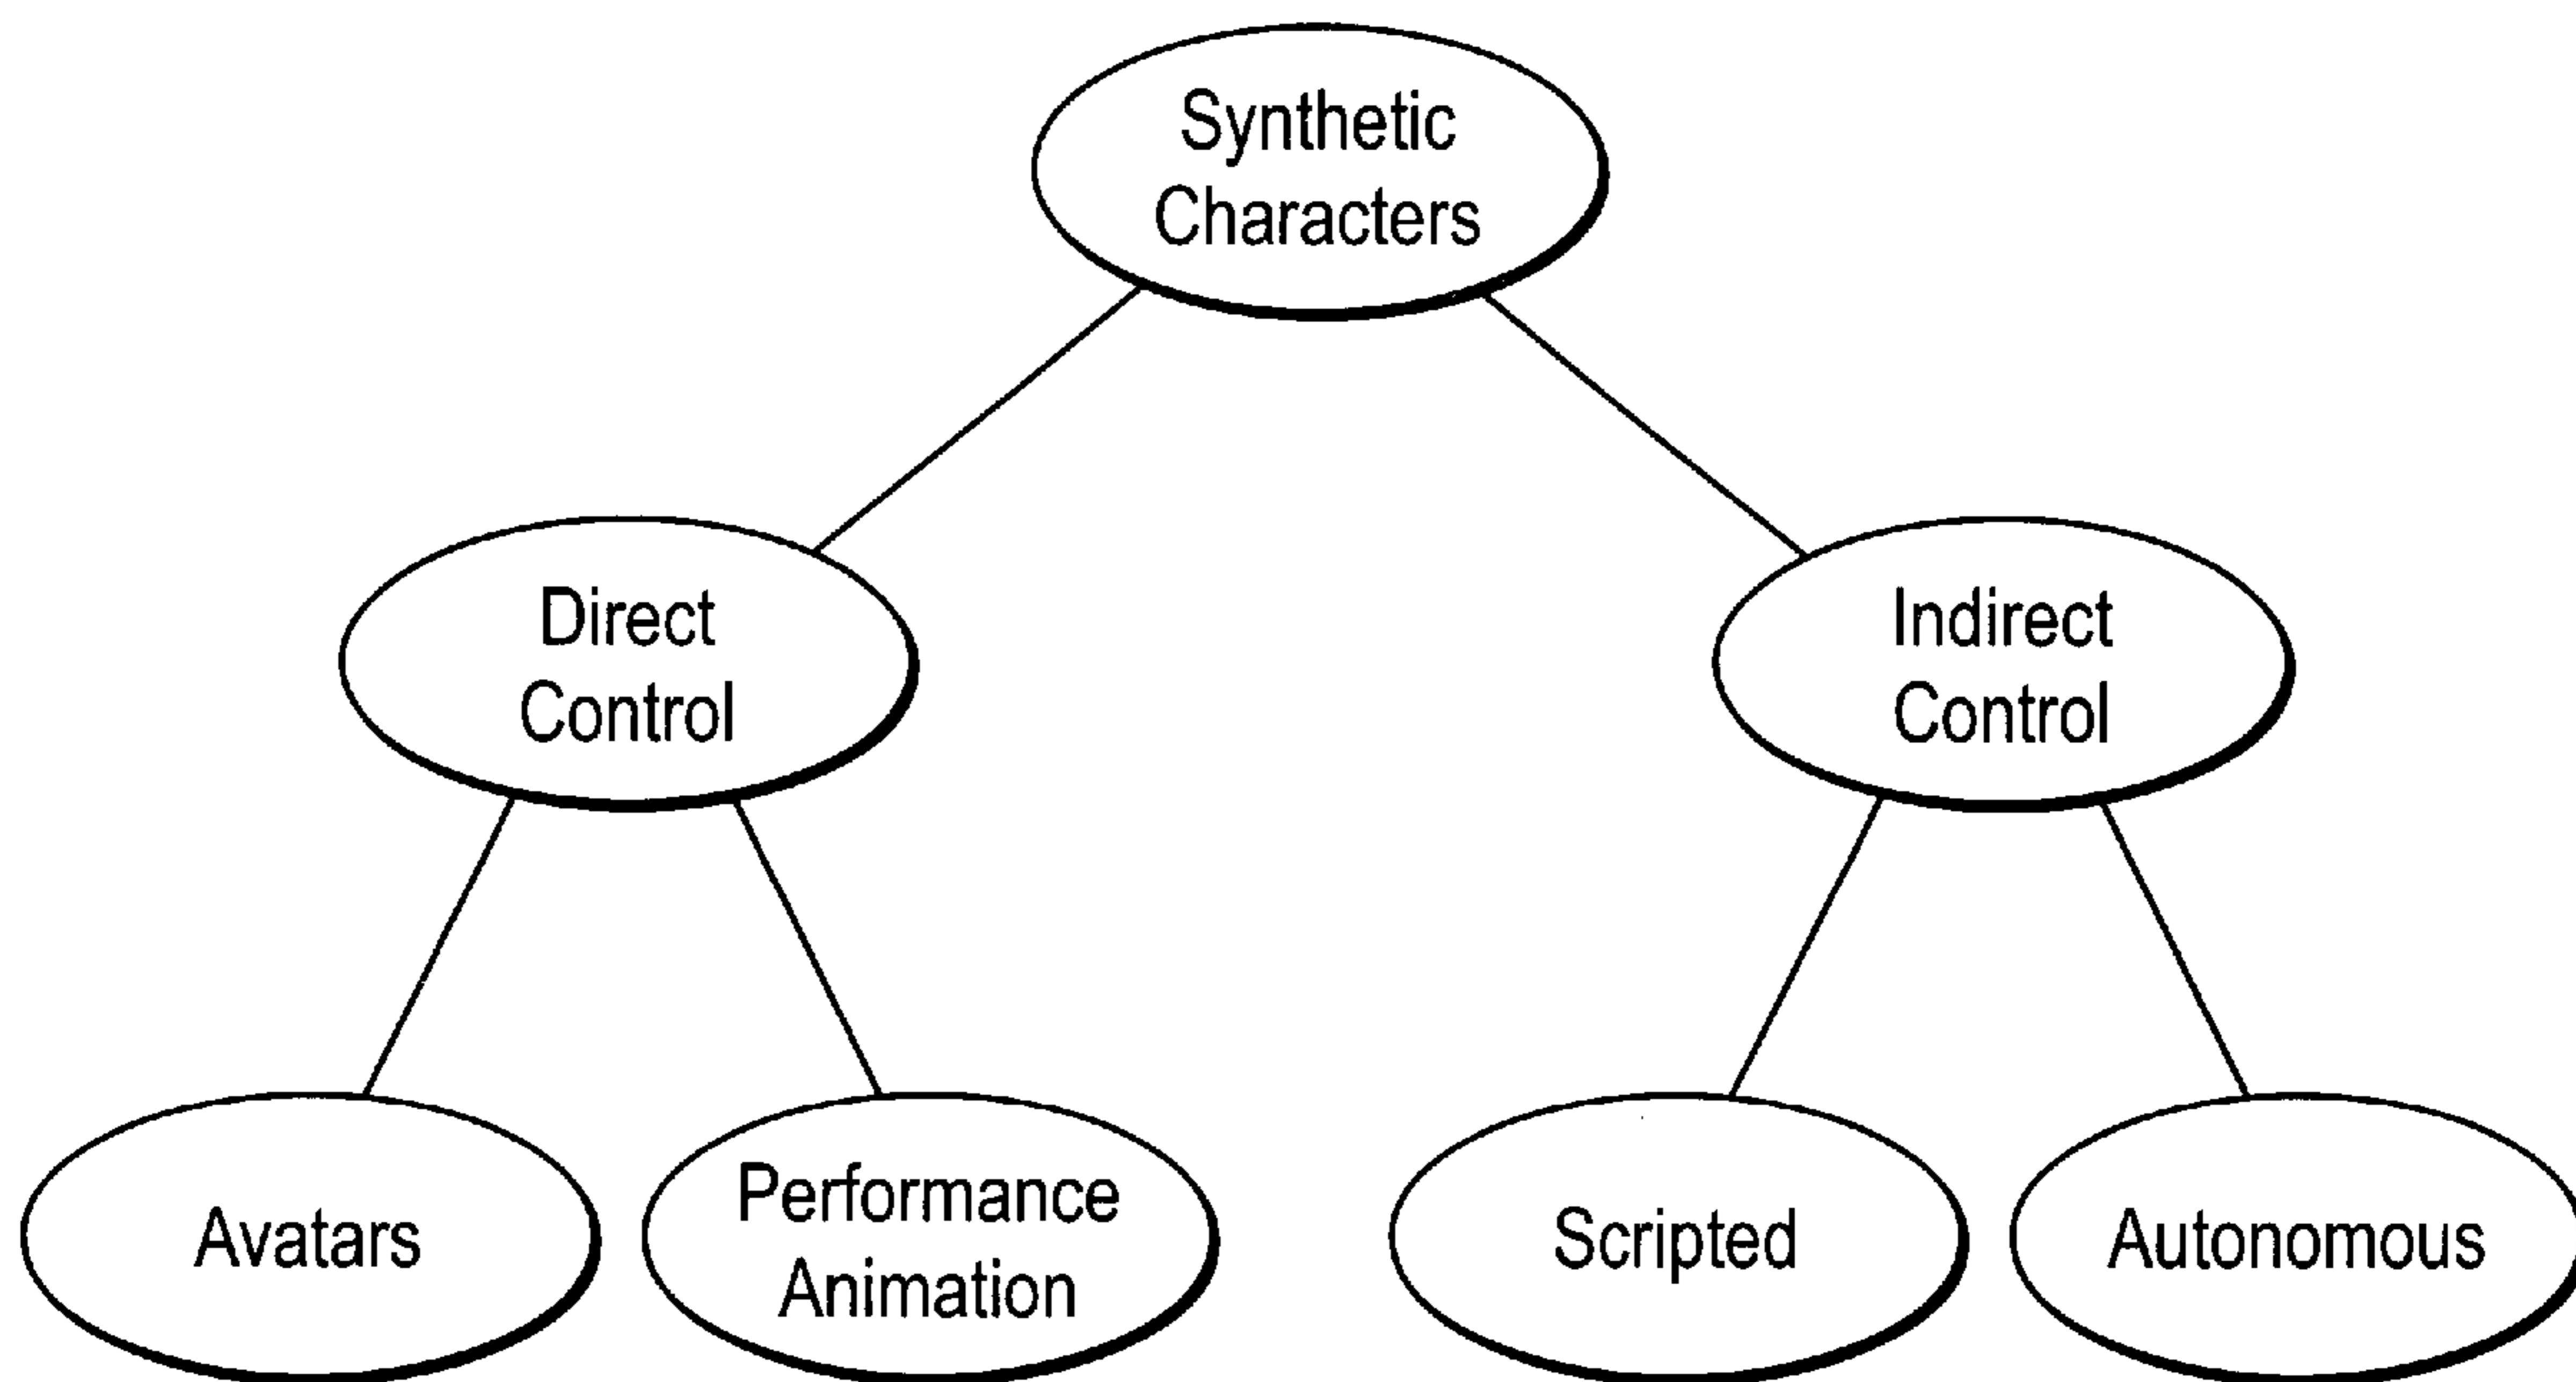 Synthetic
Characters
Direct
Control
Indirect
Control
Avatars
Performance
Animation
Scripted
Autonomous